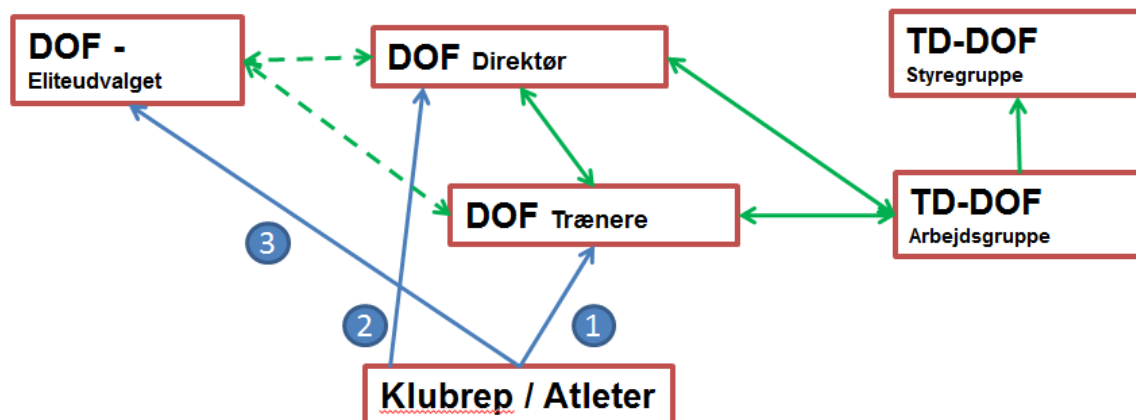 DOF -
Eliteudvalget
DOF Direktør
TD-DOF
Styregruppe
DOF Trænere
TD-DOF
Arbejdsgruppe
3
2
1
Klubrep / Atleter